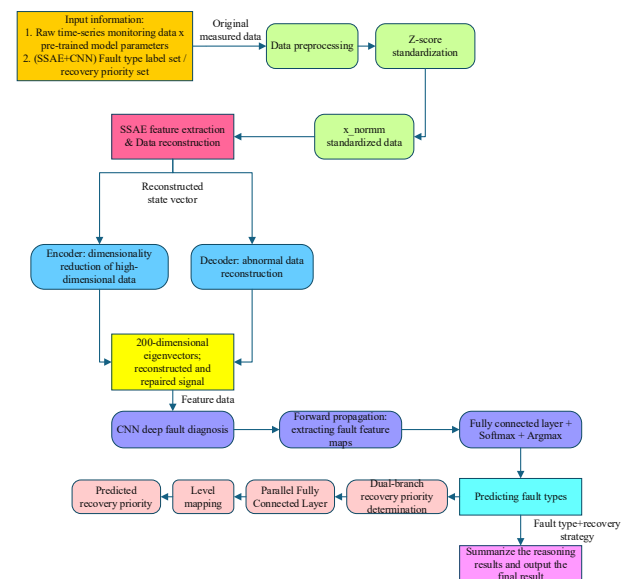 Input information:
1. Raw time-series monitoring data x
pre-trained model parameters
2. (SSAE+CNN) Fault type label set /
recovery priority set
Original
measured data
Data preprocessing
Z-score
standardization
SSAE feature extraction
& Data reconstruction
x_normm
standardized data
Reconstructed
state vector
Encoder: dimensionality
reduction of high-
dimensional data
Decoder: abnormal data
reconstruction
200-dimensional
eigenvectors;
reconstructed and
repaired signal
Feature data
CNN deep fault diagnosis
Forward propagation:
extracting fault feature
maps
Fully connected layer +
Softmax + Argmax
Predicted
recovery priority
Level
mapping
Parallel Fully
Connected Layer
Dual-branch
recovery priority
determination
Predicting fault types
Fault type+recovery
strategy
Summarize the reasoning
results and output the
final result